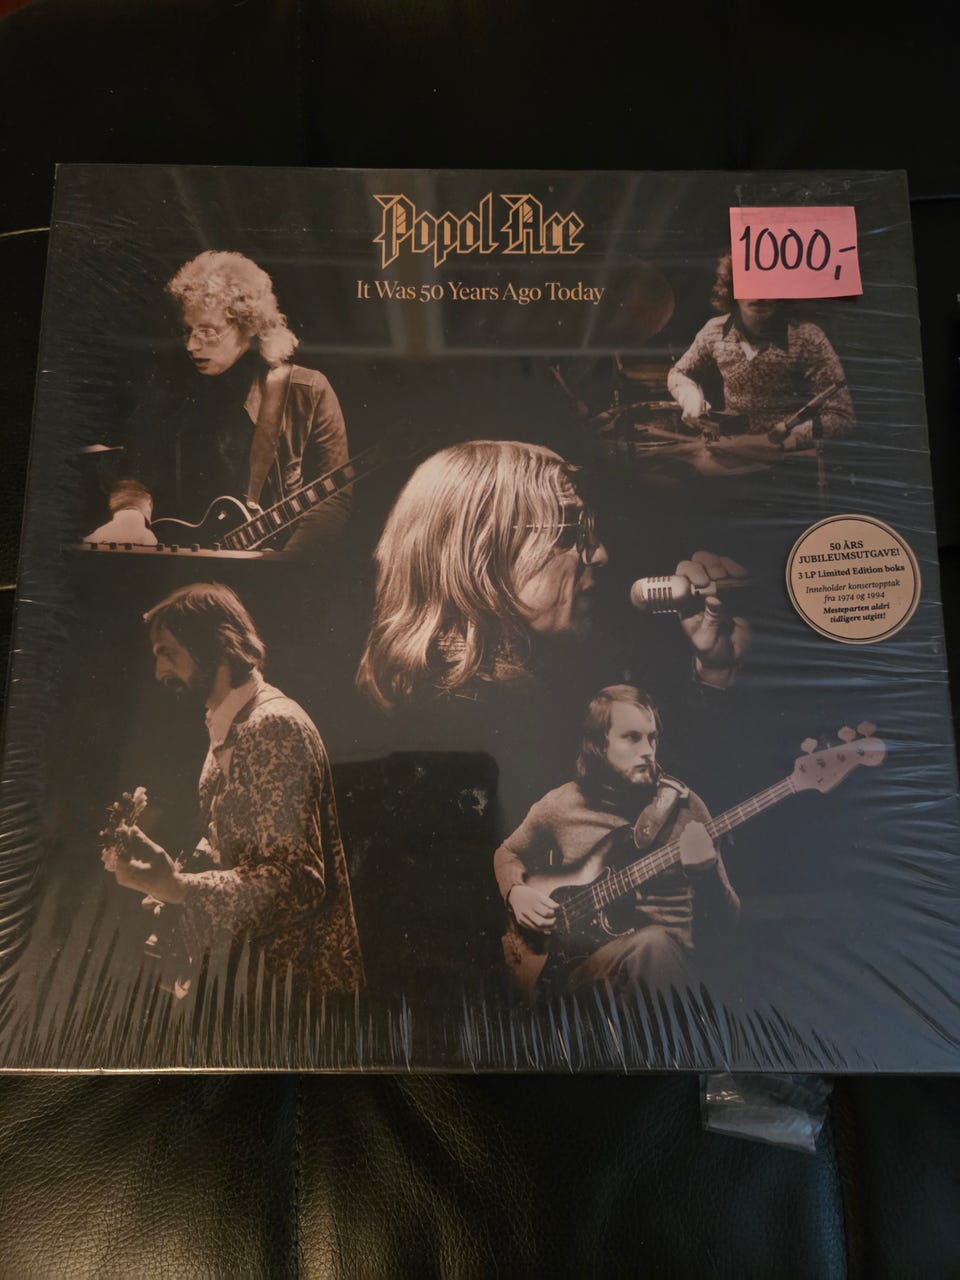 Popol Ace
It Was 50 Years Ago Today
1000,-
50 ÅRS
JUBILEUMSUTGAVE!
3 LP Limited Edition boks
Inneholder konsertopptak
fra 1974 og 1994
Mesteparten aldri
tidligere utgitt!